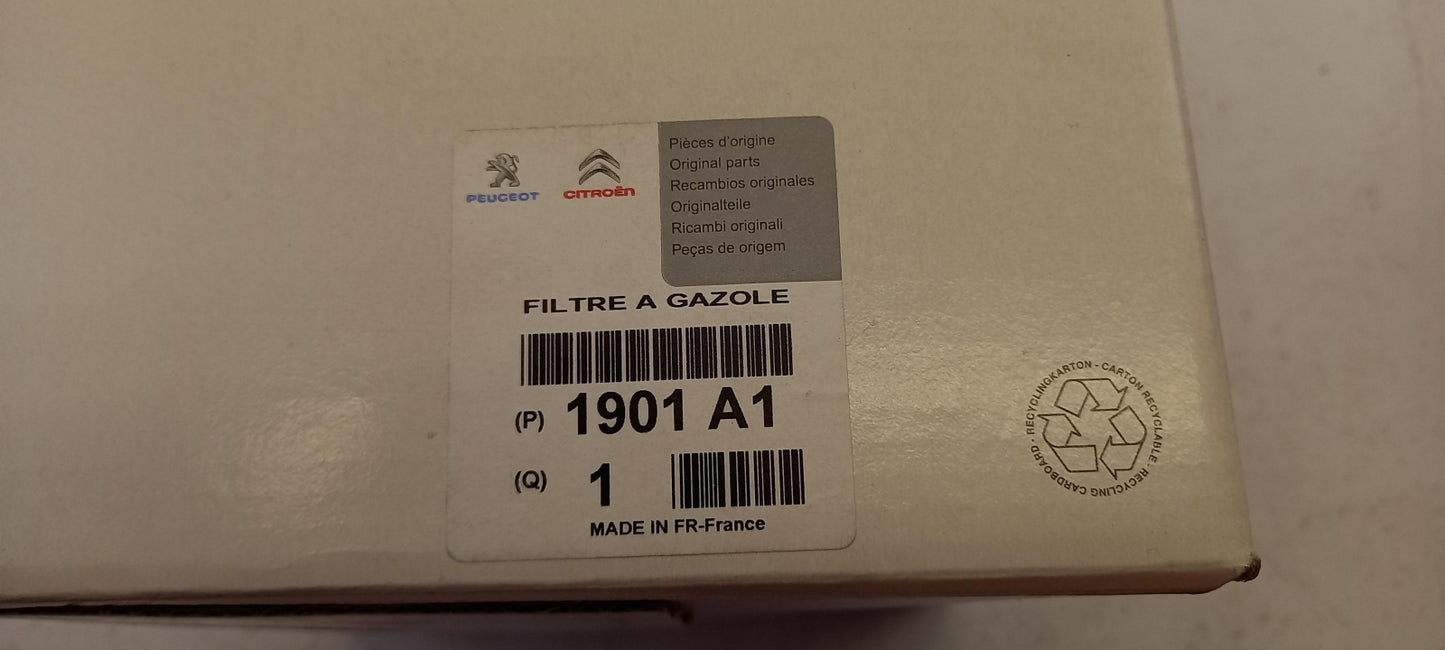 PEUGEOT
CITROËN
Pièces d'origine
Original parts
Recambios originales
Originalteile
Ricambi originali
Peças de origem
FILTRE A GAZOLE
(P) 1901 A1
(Q) 1
MADE IN FR-France
RECYCLINGKARTON - CARTON RECYCLABLE - RECYCLING CARDBOARD -